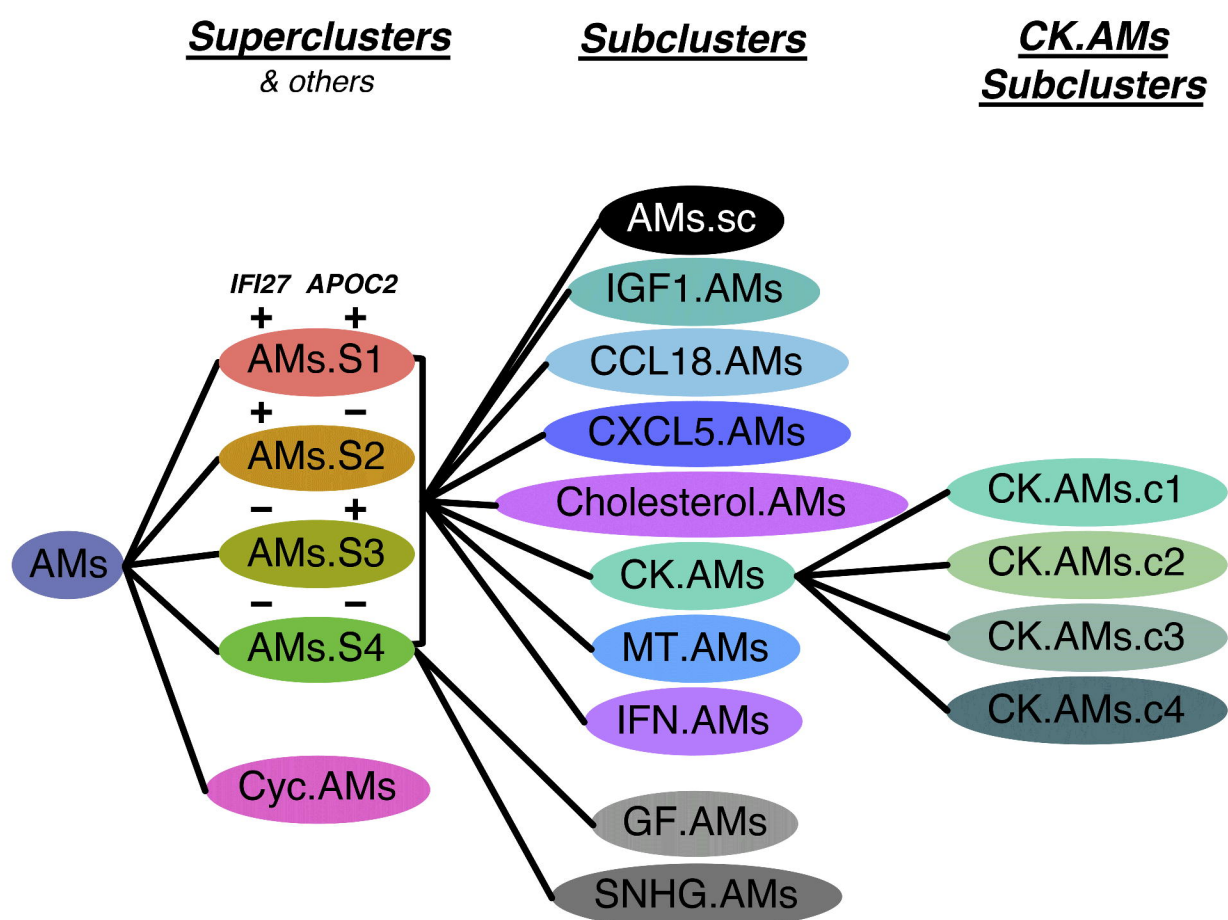 Superclusters
& others
Subclusters
CK.AMs
Subclusters
IFI27 APOC2
+ +
AMs.S1
+ −
AMs.S2
− +
AMs.S3
− −
AMs.S4
Cyc.AMs
AMs
AMs.sc
IGF1.AMs
CCL18.AMs
CXCL5.AMs
Cholesterol.AMs
CK.AMs
MT.AMs
IFN.AMs
GF.AMs
SNHG.AMs
CK.AMs.c1
CK.AMs.c2
CK.AMs.c3
CK.AMs.c4